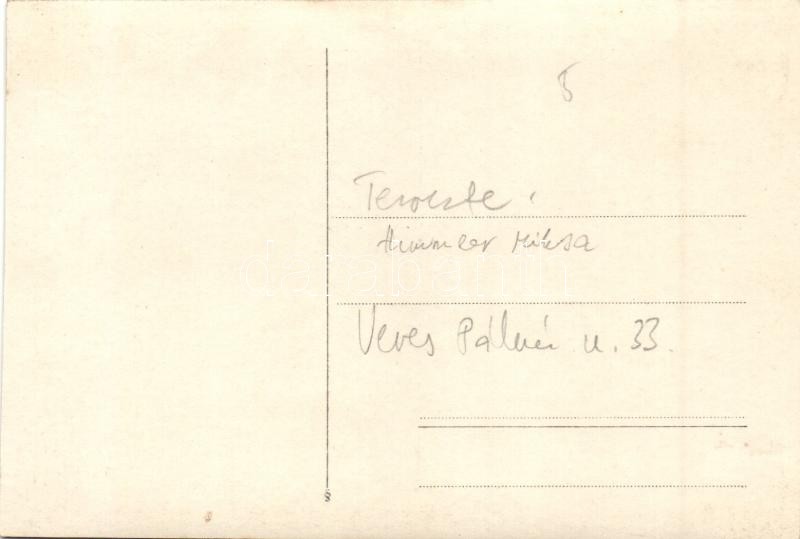 5
Tervezte:
Himmler Miksa
Veres Pálné u. 33.
§